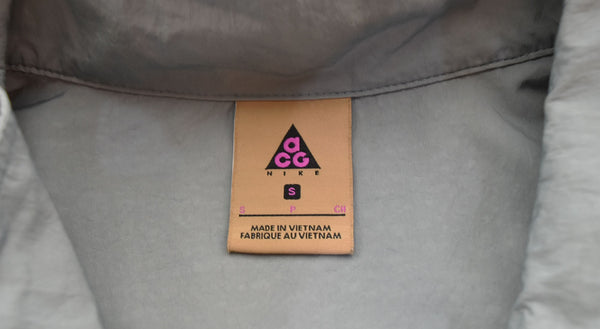 acG
NIKE
S
S P CH
MADE IN VIETNAM
FABRIQUE AU VIETNAM